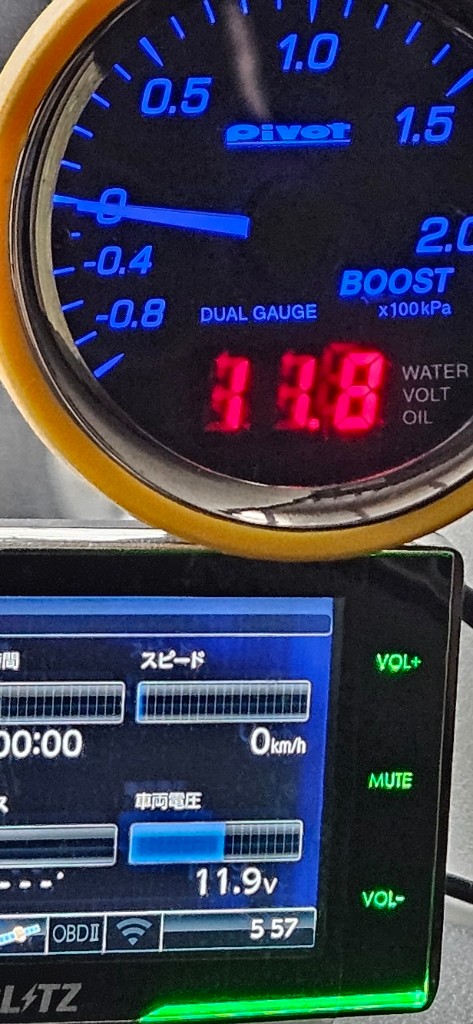 1.0
0.5
1.5
Pivot
0
2.0
-0.4
BOOST
-0.8
DUAL GAUGE
x100kPa
11.8
WATER
VOLT
OIL
スピード
VOL+
00:00
0km/h
MUTE
車両電圧
---.
11.9v
VOL-
OBDⅡ
5 57
BLITZ